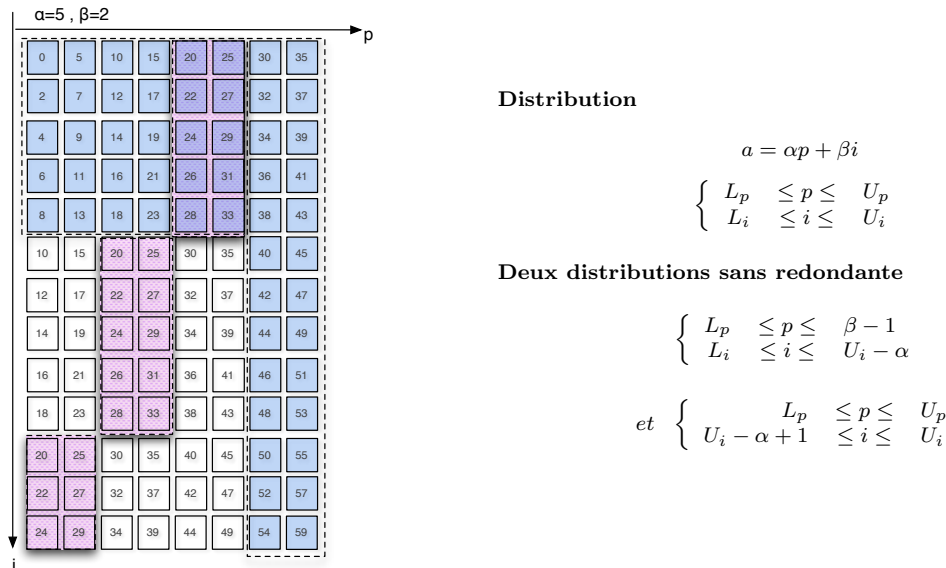 α=5 , β=2
p
0 5 10 15 20 25 30 35
2 7 12 17 22 27 32 37
4 9 14 19 24 29 34 39
6 11 16 21 26 31 36 41
8 13 18 23 28 33 38 43
10 15 20 25 30 35 40 45
12 17 22 27 32 37 42 47
14 19 24 29 34 39 44 49
16 21 26 31 36 41 46 51
18 23 28 33 38 43 48 53
20 25 30 35 40 45 50 55
22 27 32 37 42 47 52 57
24 29 34 39 44 49 54 59
i
Distribution
a = αp + βi
{ L_p ≤ p ≤ U_p
L_i ≤ i ≤ U_i
Deux distributions sans redondante
{ L_p ≤ p ≤ β − 1
L_i ≤ i ≤ U_i − α
et { L_p ≤ p ≤ U_p
U_i − α + 1 ≤ i ≤ U_i